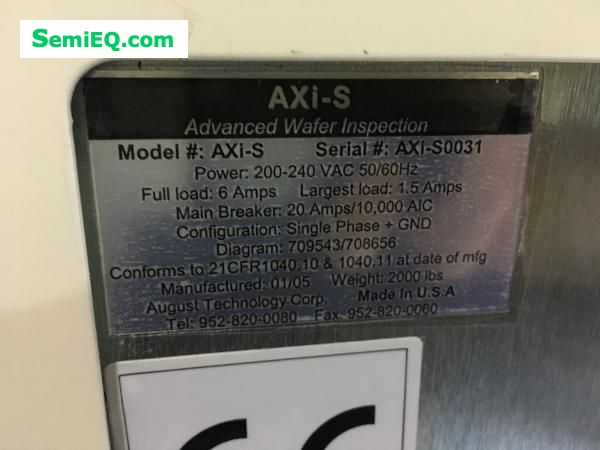 SemiEQ.com
AXi-S
Advanced Wafer Inspection
Model #: AXi-S Serial #: AXi-S0031
Power: 200-240 VAC 50/60Hz
Full load: 6 Amps Largest load: 1.5 Amps
Main Breaker: 20 Amps/10,000 AIC
Configuration: Single Phase + GND
Diagram: 709543/708656
Conforms to 21CFR1040.10 & 1040.11 at date of mfg
Manufactured: 01/05 Weight: 2000 lbs
August Technology Corp. Made In U.S.A
Tel: 952-820-0080 Fax: 952-820-0060
CE